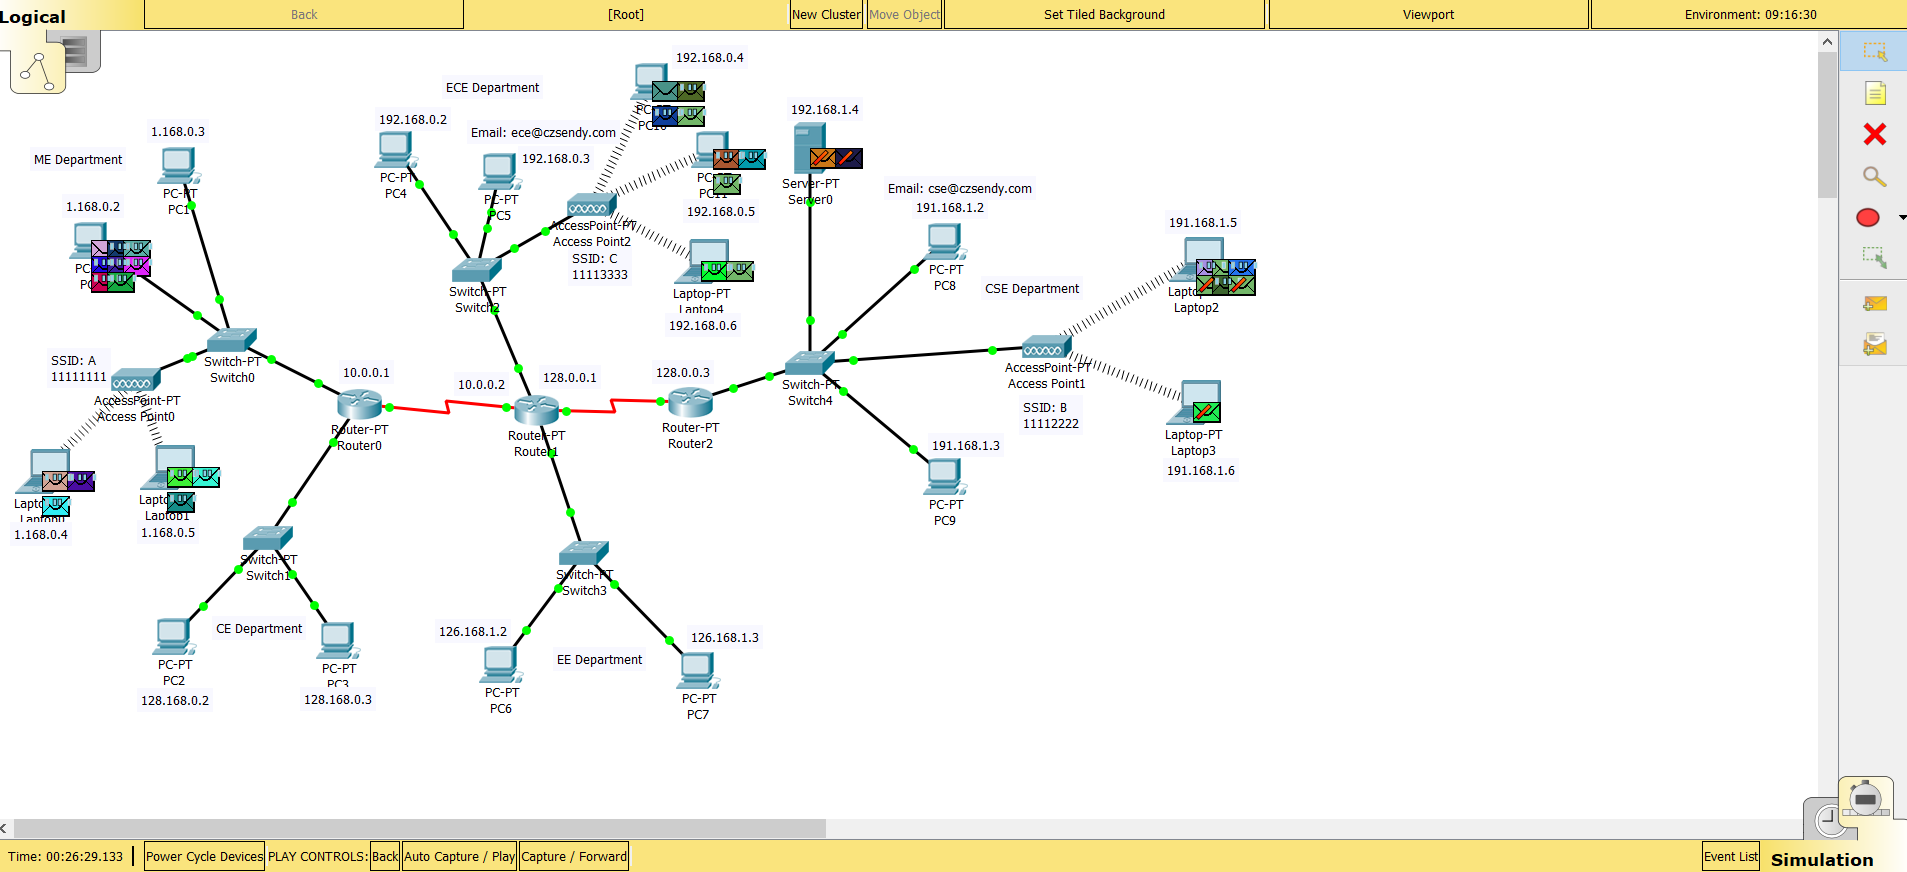 Logical
Back
[Root]
New Cluster
Move Object
Set Tiled Background
Viewport
Environment: 09:16:30
192.168.0.4
ECE Department
192.168.0.2
192.168.1.4
1.168.0.3
Email: ece@czsendy.com
192.168.0.3
ME Department
PC-PT
PC1
PC-PT
PC4
PC-PT
PC5
PC10
PC11
192.168.0.5
Server-PT
Server0
Email: cse@czsendy.com
191.168.1.2
1.168.0.2
AccessPoint-PT
Access Point2
SSID: C
11113333
191.168.1.5
PC-PT
PC8
CSE Department
Switch-PT
Switch2
Laptop-PT
Laptop4
192.168.0.6
Laptop2
SSID: A
11111111
Switch-PT
Switch0
10.0.0.1
10.0.0.2
128.0.0.1
128.0.0.3
Switch-PT
Switch4
AccessPoint-PT
Access Point1
SSID: B
11112222
AccessPoint-PT
Access Point0
Router-PT
Router0
Router-PT
Router1
Router-PT
Router2
191.168.1.3
Laptop-PT
Laptop3
191.168.1.6
Laptop0
1.168.0.4
Laptop1
1.168.0.5
PC-PT
PC9
Switch-PT
Switch1
Switch-PT
Switch3
CE Department
126.168.1.2
126.168.1.3
EE Department
PC-PT
PC2
128.168.0.2
PC-PT
PC3
128.168.0.3
PC-PT
PC6
PC-PT
PC7
Time: 00:26:29.133
Power Cycle Devices
PLAY CONTROLS:
Back
Auto Capture / Play
Capture / Forward
Event List
Simulation